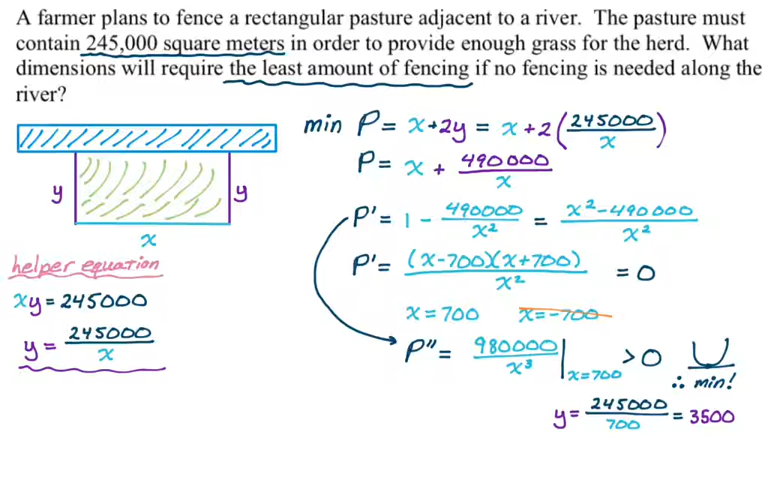 A farmer plans to fence a rectangular pasture adjacent to a river. The pasture must
contain 245,000 square meters in order to provide enough grass for the herd. What
dimensions will require the least amount of fencing if no fencing is needed along the
river?
min P = x+2y = x+2(245000/x)
P = x + 490000/x
y y
x
P' = 1 - 490000/x² = x²-490000/x²
helper equation
P' = (x-700)(x+700)/x² = 0
xy = 245000
x = 700 x = -700
y = 245000/x
P" = 980000/x³ |x=700 >0
∴ min!
y = 245000/700 = 3500